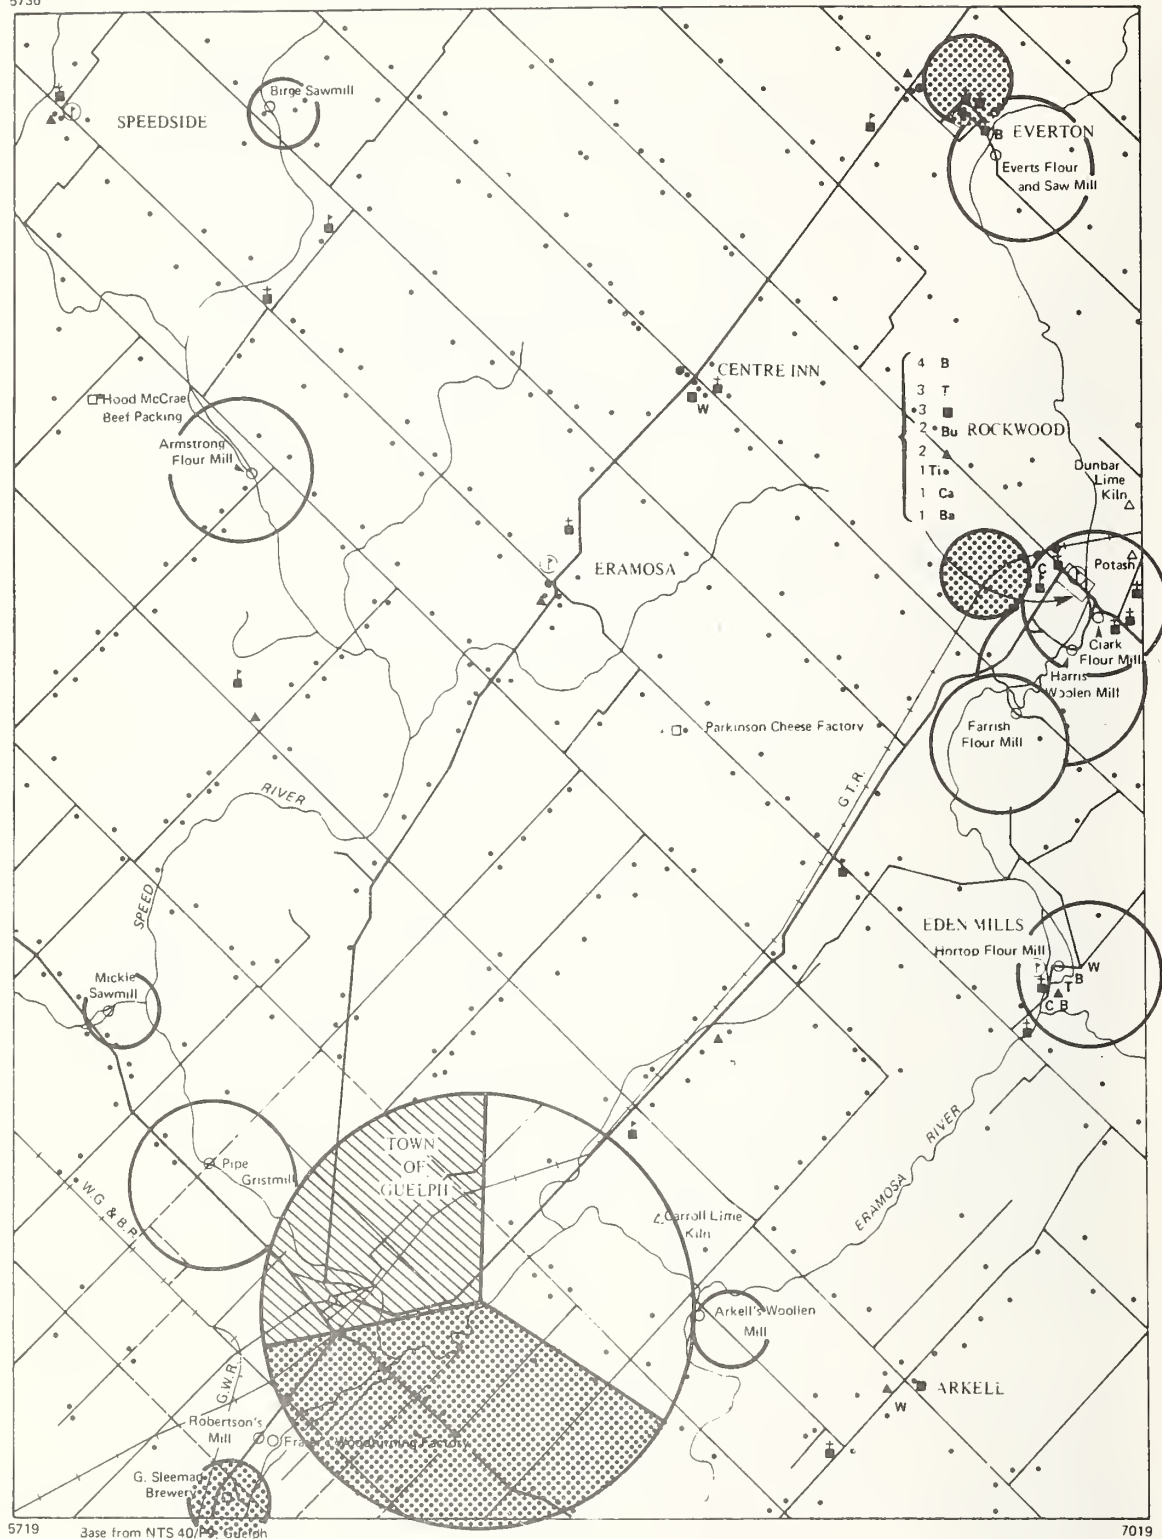 5736
Birge Sawmill
SPEEDSIDE
B EVERTON
Everts Flour
and Saw Mill
CENTRE INN
W
Hood McCrae
Beef Packing
Armstrong
Flour Mill
4 B
3 T
3
2 Bu
2
1 Ti
1 Ca
1 Ba
ROCKWOOD
Dunbar
Lime
Kiln
ERAMOSA
C
Potash
Clark
Flour Mill
Harris
Woolen Mill
Farrish
Flour Mill
Parkinson Cheese Factory
G.T.R.
SPEED
RIVER
EDEN MILLS
Hortop Flour Mill
W
B
T
C B
Mickle
Sawmill
TOWN
OF
GUELPH
Pipe
Gristmill
W.G. & B.R.
ERAMOSA
RIVER
Carroll Lime
Kiln
Arkell's Woollen
Mill
ARKELL
W
G.W.R.
Robertson's
Mill
Woodturning Factory
G. Sleeman
Brewery
5719
Base from NTS 40/P9, Guelph
7019